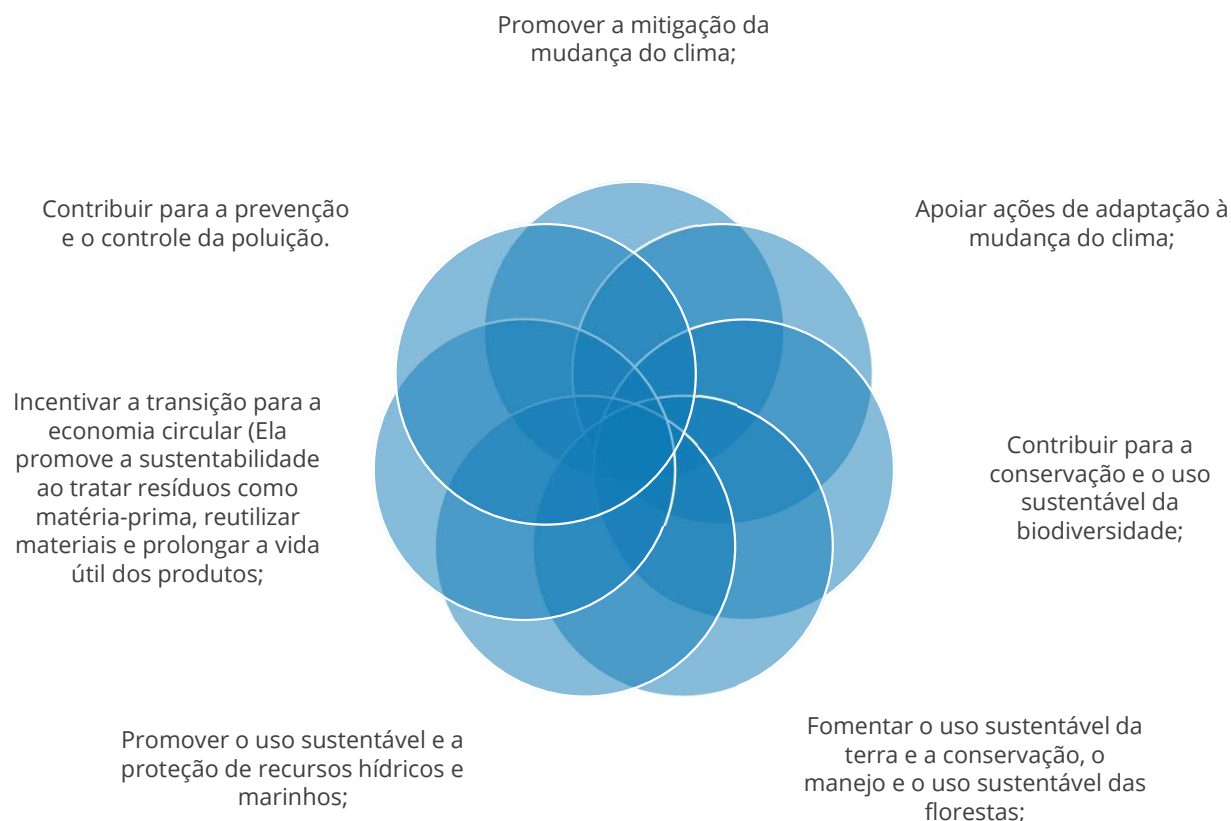 Promover a mitigação da
mudança do clima;
Apoiar ações de adaptação à
mudança do clima;
Contribuir para a
conservação e o uso
sustentável da
biodiversidade;
Fomentar o uso sustentável da
terra e a conservação, o
manejo e o uso sustentável das
florestas;
Promover o uso sustentável e a
proteção de recursos hídricos e
marinhos;
Incentivar a transição para a
economia circular (Ela
promove a sustentabilidade
ao tratar resíduos como
matéria-prima, reutilizar
materiais e prolongar a vida
útil dos produtos;
Contribuir para a prevenção
e o controle da poluição.